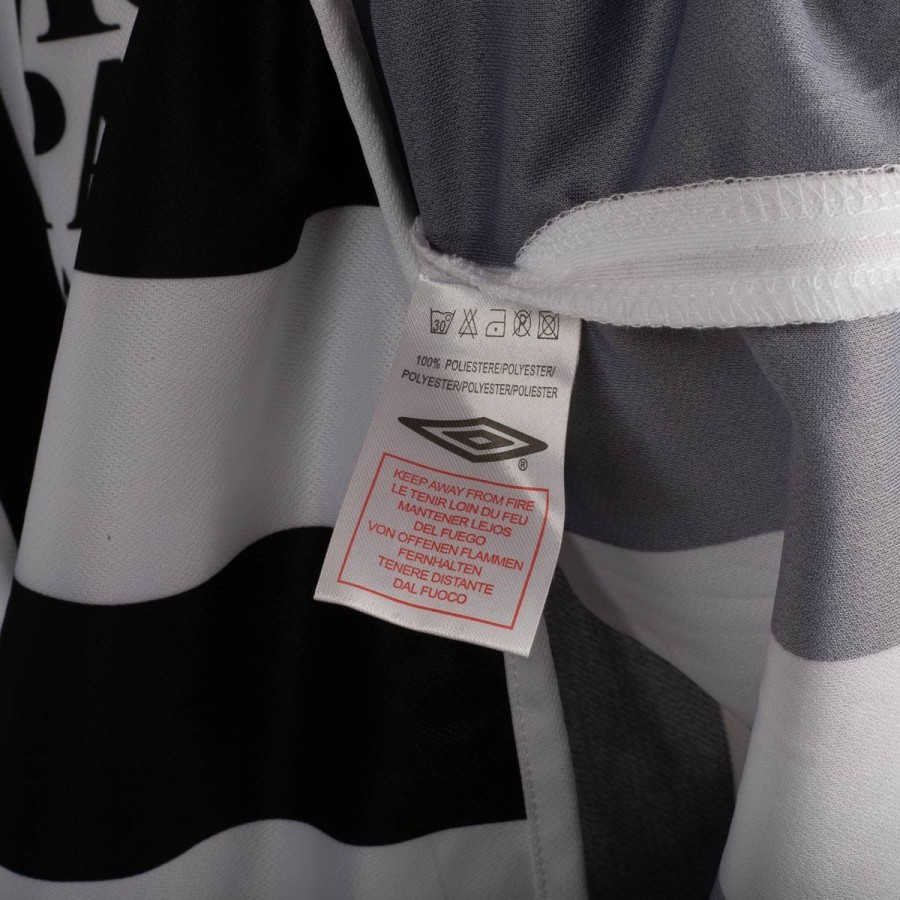 30°
100% POLIESTERE/POLYESTER/
POLYESTER/POLYESTER/POLIESTER
®
KEEP AWAY FROM FIRE
LE TENIR LOIN DU FEU
MANTENER LEJOS
DEL FUEGO
VON OFFENEN FLAMMEN
FERNHALTEN
TENERE DISTANTE
DAL FUOCO